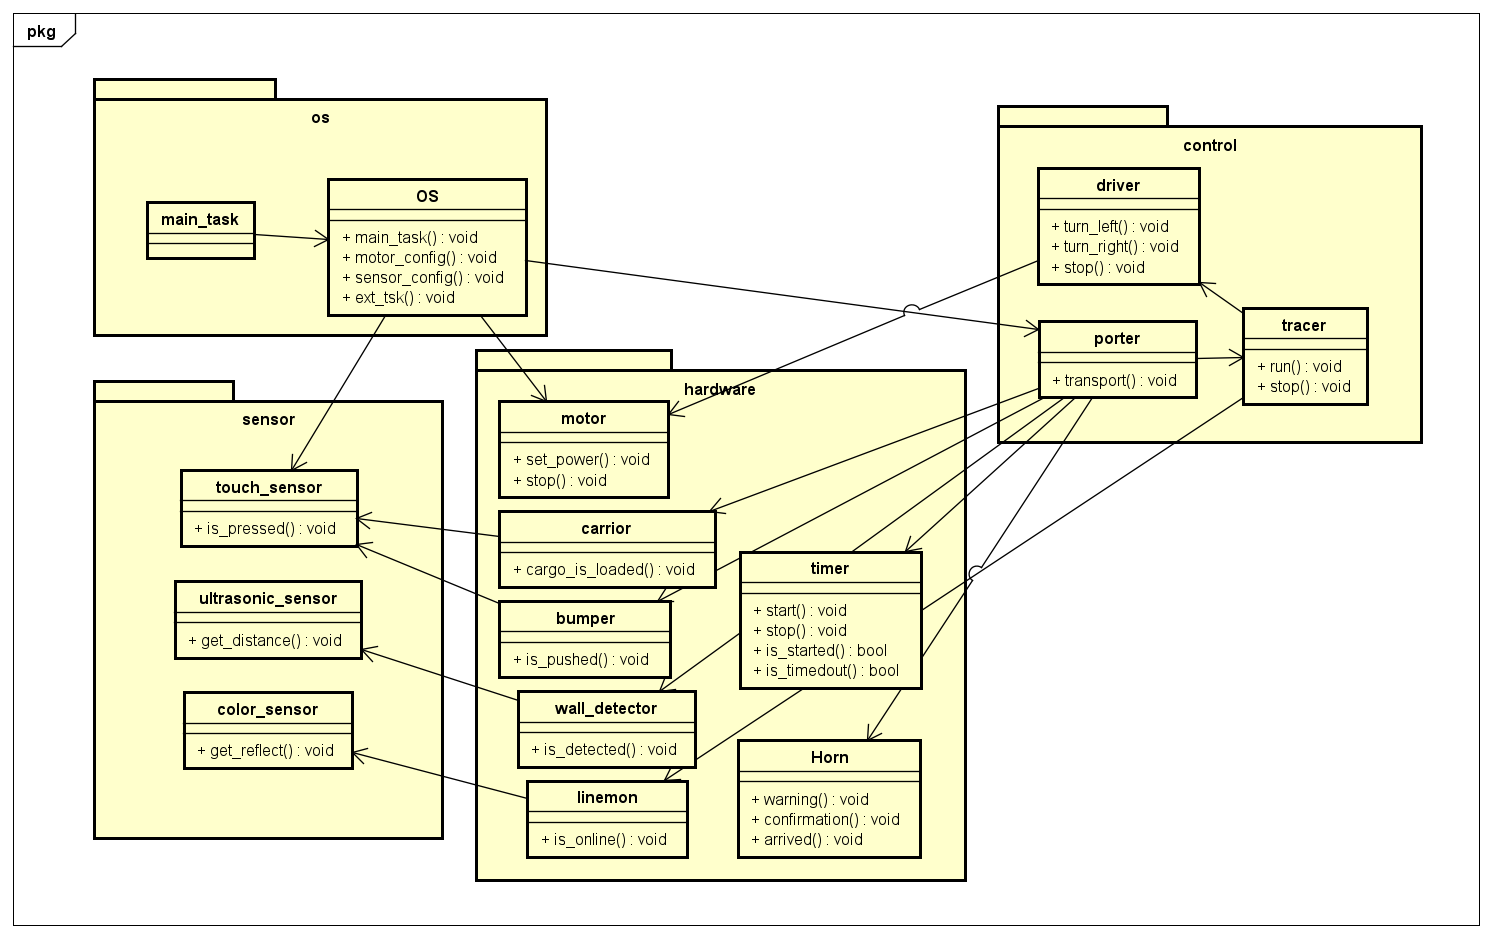 pkg
os
main_task
OS
+ main_task() : void
+ motor_config() : void
+ sensor_config() : void
+ ext_tsk() : void
control
driver
+ turn_left() : void
+ turn_right() : void
+ stop() : void
porter
+ transport() : void
tracer
+ run() : void
+ stop() : void
sensor
touch_sensor
+ is_pressed() : void
ultrasonic_sensor
+ get_distance() : void
color_sensor
+ get_reflect() : void
hardware
motor
+ set_power() : void
+ stop() : void
carrior
+ cargo_is_loaded() : void
bumper
+ is_pushed() : void
wall_detector
+ is_detected() : void
linemon
+ is_online() : void
timer
+ start() : void
+ stop() : void
+ is_started() : bool
+ is_timedout() : bool
Horn
+ warning() : void
+ confirmation() : void
+ arrived() : void